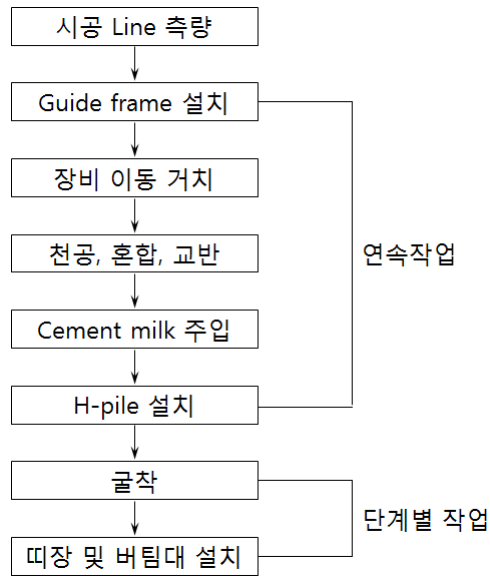 시공 Line 측량
Guide frame 설치
장비 이동 거치
천공, 혼합, 교반
연속작업
Cement milk 주입
H-pile 설치
굴착
단계별 작업
띠장 및 버팀대 설치